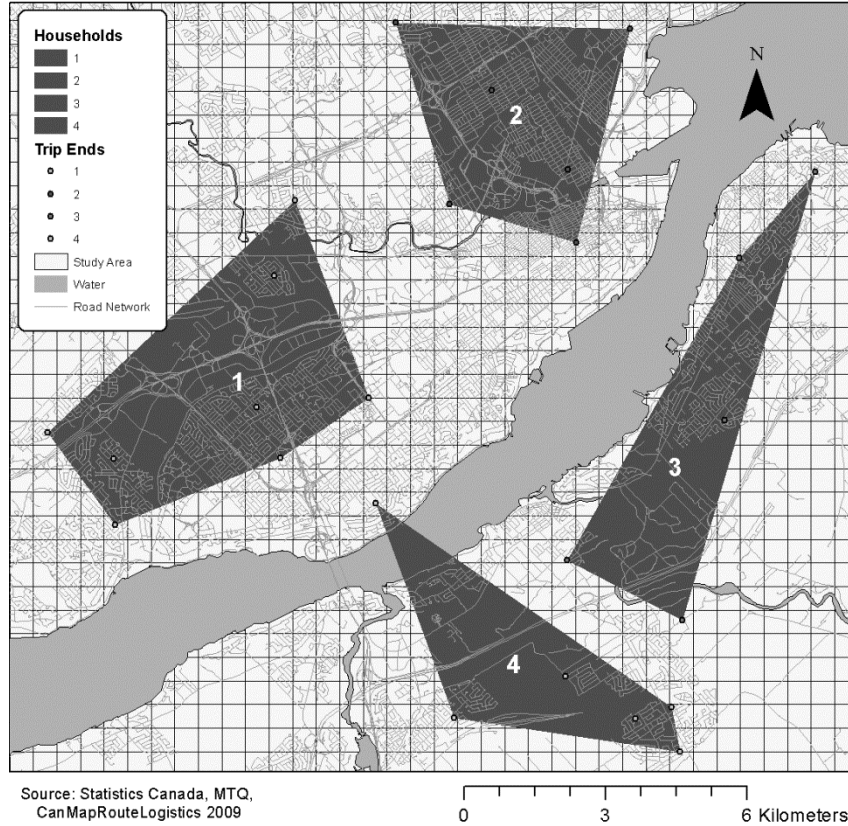 Households
1
2
3
4
Trip Ends
1
2
3
4
Study Area
Water
Road Network
N
2
1
3
4
Source: Statistics Canada, MTQ,
CanMapRouteLogistics 2009
0 3 6 Kilometers